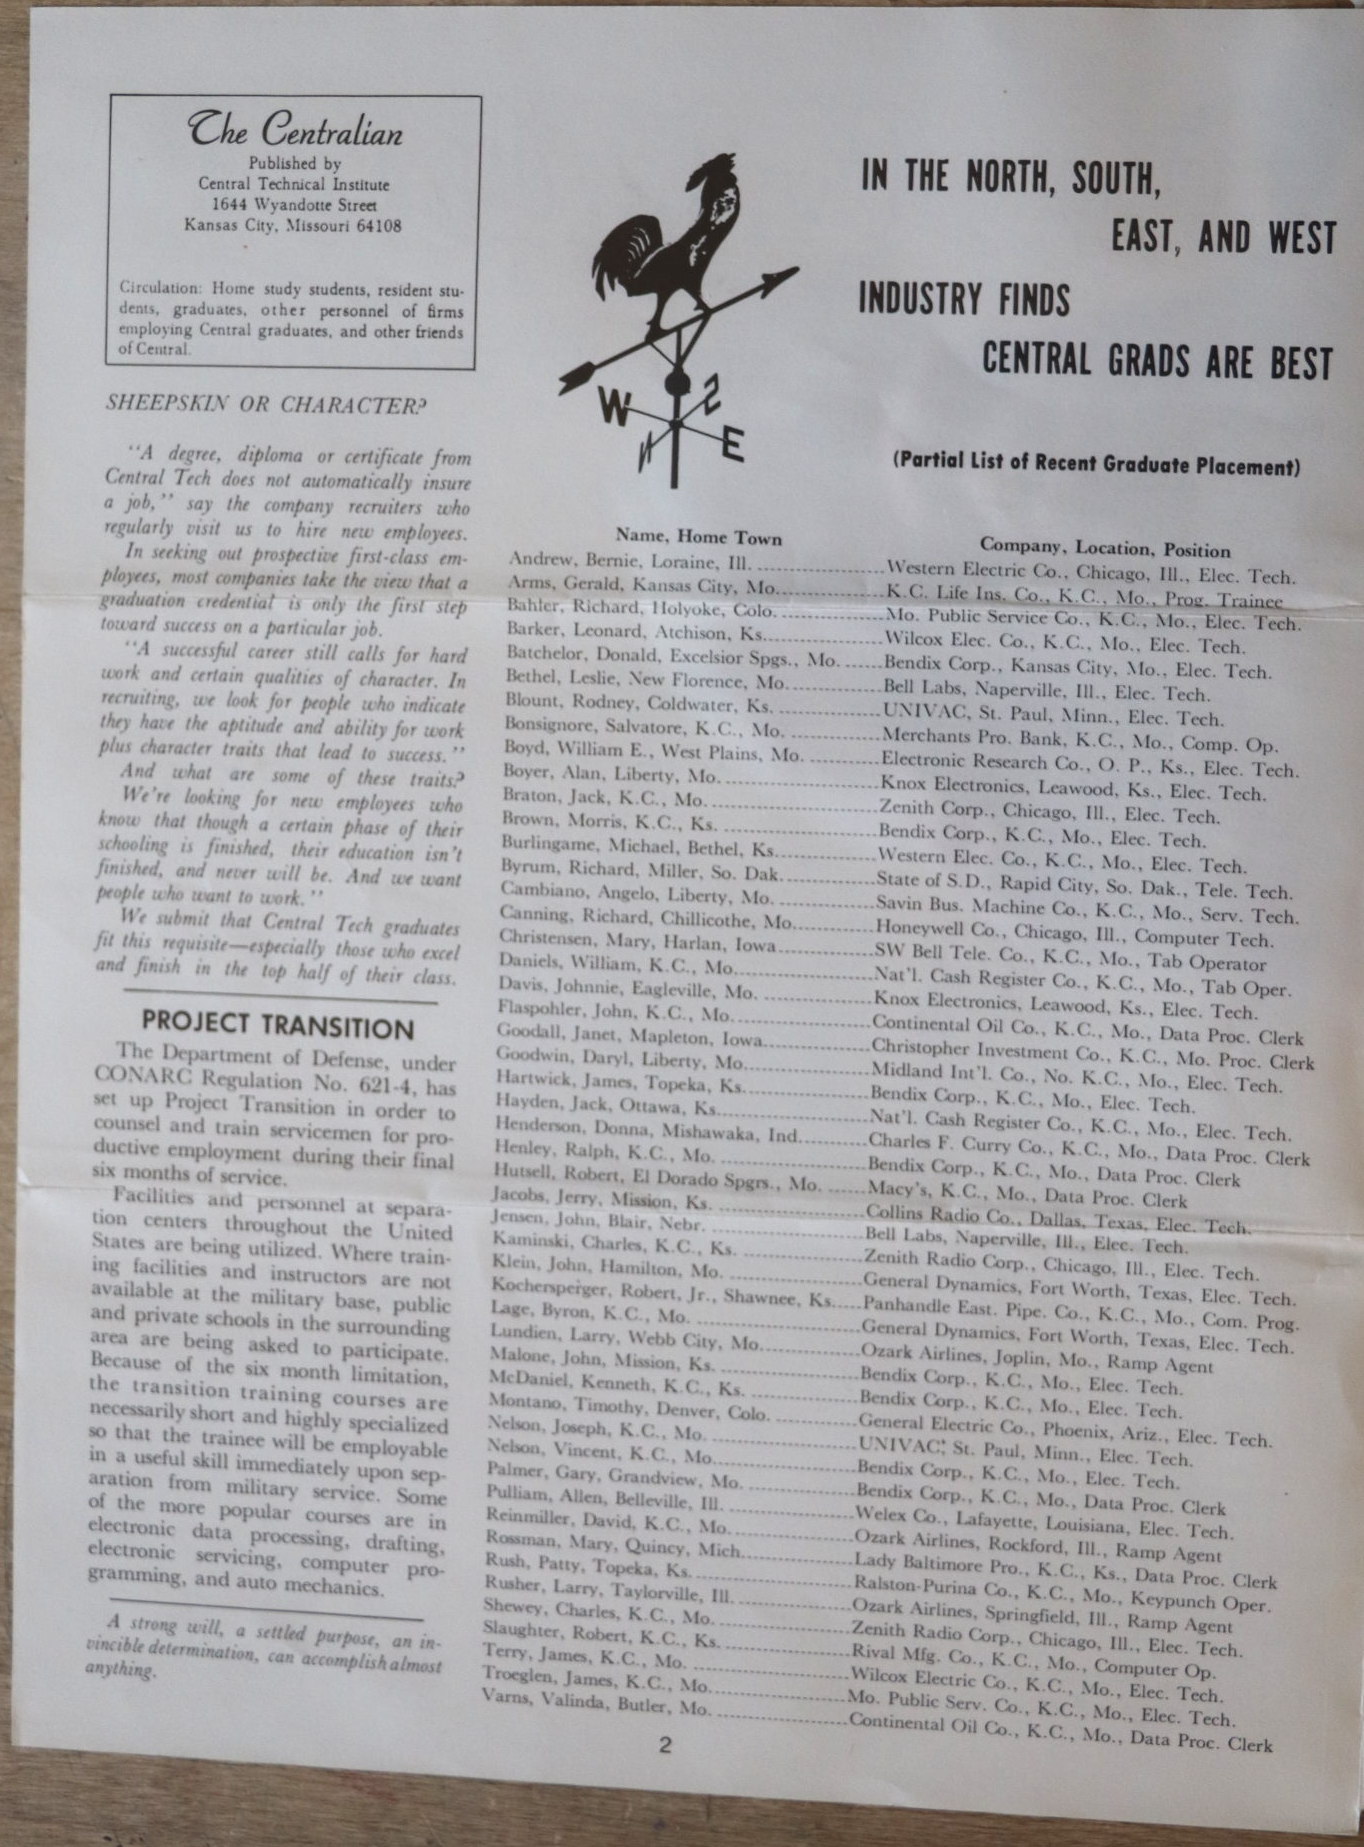 The Centralian
Published by
Central Technical Institute
1644 Wyandotte Street
Kansas City, Missouri 64108
Circulation: Home study students, resident stu-
dents, graduates, other personnel of firms
employing Central graduates, and other friends
of Central.
SHEEPSKIN OR CHARACTER?
"A degree, diploma or certificate from
Central Tech does not automatically insure
a job," say the company recruiters who
regularly visit us to hire new employees.
In seeking out prospective first-class em-
ployees, most companies take the view that a
graduation credential is only the first step
toward success on a particular job.
"A successful career still calls for hard
work and certain qualities of character. In
recruiting, we look for people who indicate
they have the aptitude and ability for work
plus character traits that lead to success."
And what are some of these traits?
We're looking for new employees who
know that though a certain phase of their
schooling is finished, their education isn't
finished, and never will be. And we want
people who want to work."
We submit that Central Tech graduates
fit this requisite—especially those who excel
and finish in the top half of their class.
PROJECT TRANSITION
The Department of Defense, under
CONARC Regulation No. 621-4, has
set up Project Transition in order to
counsel and train servicemen for pro-
ductive employment during their final
six months of service.
Facilities and personnel at separa-
tion centers throughout the United
States are being utilized. Where train-
ing facilities and instructors are not
available at the military base, public
and private schools in the surrounding
area are being asked to participate.
Because of the six month limitation,
the transition training courses are
necessarily short and highly specialized
so that the trainee will be employable
in a useful skill immediately upon sep-
aration from military service. Some
of the more popular courses are in
electronic data processing, drafting,
electronic servicing, computer pro-
gramming, and auto mechanics.
A strong will, a settled purpose, an in-
vincible determination, can accomplish almost
anything.
W S N E
IN THE NORTH, SOUTH,
EAST, AND WEST
INDUSTRY FINDS
CENTRAL GRADS ARE BEST
(Partial List of Recent Graduate Placement)
Name, Home Town Company, Location, Position
Andrew, Bernie, Loraine, Ill. ....................Western Electric Co., Chicago, Ill., Elec. Tech.
Arms, Gerald, Kansas City, Mo.....................K.C. Life Ins. Co., K.C., Mo., Prog. Trainee
Bahler, Richard, Holyoke, Colo. ....................Mo. Public Service Co., K.C., Mo., Elec. Tech.
Barker, Leonard, Atchison, Ks.....................Wilcox Elec. Co., K.C., Mo., Elec. Tech.
Batchelor, Donald, Excelsior Spgs., Mo. .......Bendix Corp., Kansas City, Mo., Elec. Tech.
Bethel, Leslie, New Florence, Mo..................Bell Labs, Naperville, Ill., Elec. Tech.
Blount, Rodney, Coldwater, Ks. ..................UNIVAC, St. Paul, Minn., Elec. Tech.
Bonsignore, Salvatore, K.C., Mo. ................Merchants Pro. Bank, K.C., Mo., Comp. Op.
Boyd, William E., West Plains, Mo. .............Electronic Research Co., O. P., Ks., Elec. Tech.
Boyer, Alan, Liberty, Mo..........................Knox Electronics, Leawood, Ks., Elec. Tech.
Braton, Jack, K.C., Mo. ..........................Zenith Corp., Chicago, Ill., Elec. Tech.
Brown, Morris, K.C., Ks. ........................Bendix Corp., K.C., Mo., Elec. Tech.
Burlingame, Michael, Bethel, Ks..................Western Elec. Co., K.C., Mo., Elec. Tech.
Byrum, Richard, Miller, So. Dak. ...............State of S.D., Rapid City, So. Dak., Tele. Tech.
Cambiano, Angelo, Liberty, Mo. .................Savin Bus. Machine Co., K.C., Mo., Serv. Tech.
Canning, Richard, Chillicothe, Mo................Honeywell Co., Chicago, Ill., Computer Tech.
Christensen, Mary, Harlan, Iowa.................SW Bell Tele. Co., K.C., Mo., Tab Operator
Daniels, William, K.C., Mo.......................Nat'l. Cash Register Co., K.C., Mo., Tab Oper.
Davis, Johnnie, Eagleville, Mo. .................Knox Electronics, Leawood, Ks., Elec. Tech.
Flaspohler, John, K.C., Mo. .....................Continental Oil Co., K.C., Mo., Data Proc. Clerk
Goodall, Janet, Mapleton, Iowa..................Christopher Investment Co., K.C., Mo. Proc. Clerk
Goodwin, Daryl, Liberty, Mo.....................Midland Int'l. Co., No. K.C., Mo., Elec. Tech.
Hartwick, James, Topeka, Ks. ...................Bendix Corp., K.C., Mo., Elec. Tech.
Hayden, Jack, Ottawa, Ks........................Nat'l. Cash Register Co., K.C., Mo., Elec. Tech.
Henderson, Donna, Mishawaka, Ind...........Charles F. Curry Co., K.C., Mo., Data Proc. Clerk
Henley, Ralph, K.C., Mo. .......................Bendix Corp., K.C., Mo., Data Proc. Clerk
Hutsell, Robert, El Dorado Spgrs., Mo. .......Macy's, K.C., Mo., Data Proc. Clerk
Jacobs, Jerry, Mission, Ks. .....................Collins Radio Co., Dallas, Texas, Elec. Tech.
Jensen, John, Blair, Nebr. ......................Bell Labs, Naperville, Ill., Elec. Tech.
Kaminski, Charles, K.C., Ks. ...................Zenith Radio Corp., Chicago, Ill., Elec. Tech.
Klein, John, Hamilton, Mo. .....................General Dynamics, Fort Worth, Texas, Elec. Tech.
Kochersperger, Robert, Jr., Shawnee, Ks.....Panhandle East. Pipe. Co., K.C., Mo., Com. Prog.
Lage, Byron, K.C., Mo. .........................General Dynamics, Fort Worth, Texas, Elec. Tech.
Lundien, Larry, Webb City, Mo..................Ozark Airlines, Joplin, Mo., Ramp Agent
Malone, John, Mission, Ks. .....................Bendix Corp., K.C., Mo., Elec. Tech.
McDaniel, Kenneth, K.C., Ks. ..................Bendix Corp., K.C., Mo., Elec. Tech.
Montano, Timothy, Denver, Colo. ..............General Electric Co., Phoenix, Ariz., Elec. Tech.
Nelson, Joseph, K.C., Mo. ......................UNIVAC, St. Paul, Minn., Elec. Tech.
Nelson, Vincent, K.C., Mo......................Bendix Corp., K.C., Mo., Elec. Tech.
Palmer, Gary, Grandview, Mo. .................Bendix Corp., K.C., Mo., Data Proc. Clerk
Pulliam, Allen, Belleville, Ill. ..................Welex Co., Lafayette, Louisiana, Elec. Tech.
Reinmiller, David, K.C., Mo. ...................Ozark Airlines, Rockford, Ill., Ramp Agent
Rossman, Mary, Quincy, Mich...................Lady Baltimore Pro., K.C., Ks., Data Proc. Clerk
Rush, Patty, Topeka, Ks. .......................Ralston-Purina Co., K.C., Mo., Keypunch Oper.
Rusher, Larry, Taylorville, Ill. .................Ozark Airlines, Springfield, Ill., Ramp Agent
Shewey, Charles, K.C., Mo. ....................Zenith Radio Corp., Chicago, Ill., Elec. Tech.
Slaughter, Robert, K.C., Ks. ...................Rival Mfg. Co., K.C., Mo., Computer Op.
Terry, James, K.C., Mo. ........................Wilcox Electric Co., K.C., Mo., Elec. Tech.
Troeglen, James, K.C., Mo......................Mo. Public Serv. Co., K.C., Mo., Elec. Tech.
Varns, Valinda, Butler, Mo. ....................Continental Oil Co., K.C., Mo., Data Proc. Clerk
2